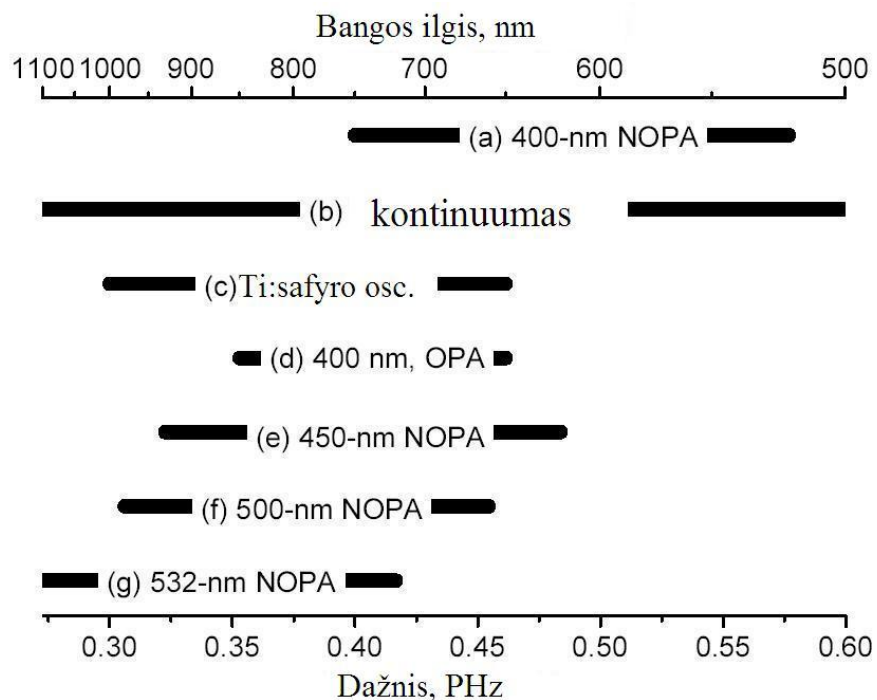 Bangos ilgis, nm
1100 1000 900 800 700 600 500
(a) 400-nm NOPA
(b) kontinuumas
(c)Ti:safyro osc.
(d) 400 nm, OPA
(e) 450-nm NOPA
(f) 500-nm NOPA
(g) 532-nm NOPA
0.30 0.35 0.40 0.45 0.50 0.55 0.60
Dažnis, PHz